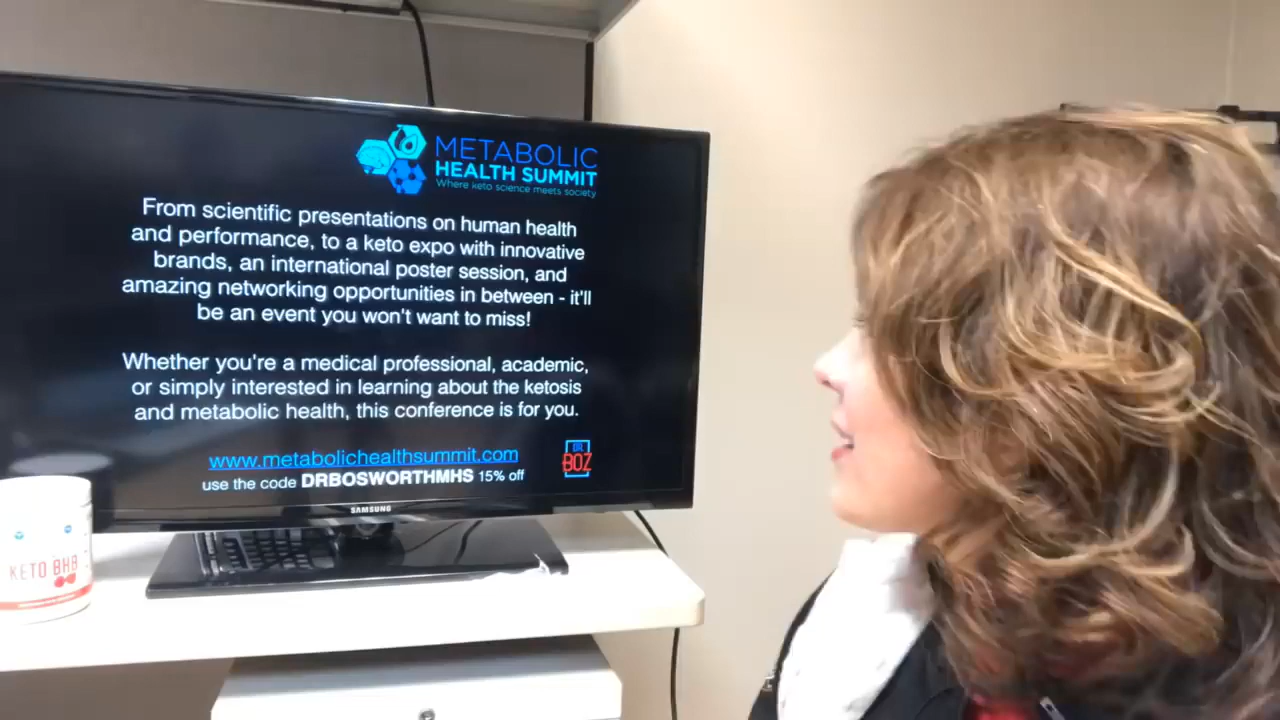 METABOLIC
HEALTH SUMMIT
Where keto science meets society
From scientific presentations on human health
and performance, to a keto expo with innovative
brands, an international poster session, and
amazing networking opportunities in between - it'll
be an event you won't want to miss!
Whether you're a medical professional, academic,
or simply interested in learning about the ketosis
and metabolic health, this conference is for you.
www.metabolichealthsummit.com
use the code DRBOSWORTHMHS 15% off
DR
BOZ
SAMSUNG
KETO BHB